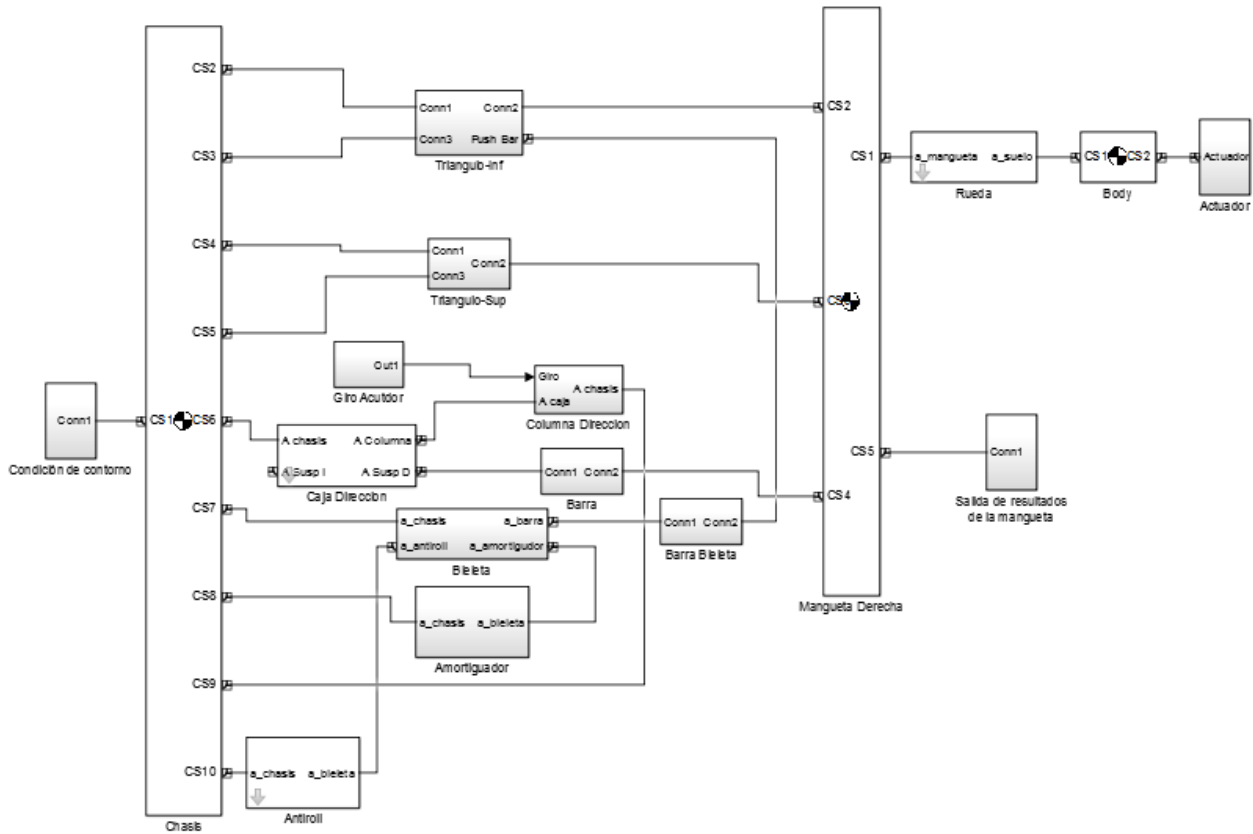 CS2
CS3
CS4
CS5
CS1
CS6
CS7
CS8
CS9
CS10
Chasis
Conn1
Condición de contorno
Conn1 Conn2
Conn3 Push Bar
Triangulo-Inf
Conn1
Conn2
Conn3
Triangulo-Sup
Out1
Giro Acutdor
Giro
A chasis
A caja
Columna Direccion
A chasis A Columna
A Susp I A Susp D
Caja Direccion
Conn1 Conn2
Barra
a_chasis a_barra
a_antiroll a_amortigudor
Bieleta
Conn1 Conn2
Barra Bieleta
a_chasis a_bieleta
Amortiguador
a_chasis a_bieleta
Antiroll
CS2
CS1
CS4
CS5
Mangueta Derecha
a_mangueta a_suelo
Rueda
CS1 CS2
Body
Actuador
Actuador
Conn1
Salida de resultados
de la mangueta